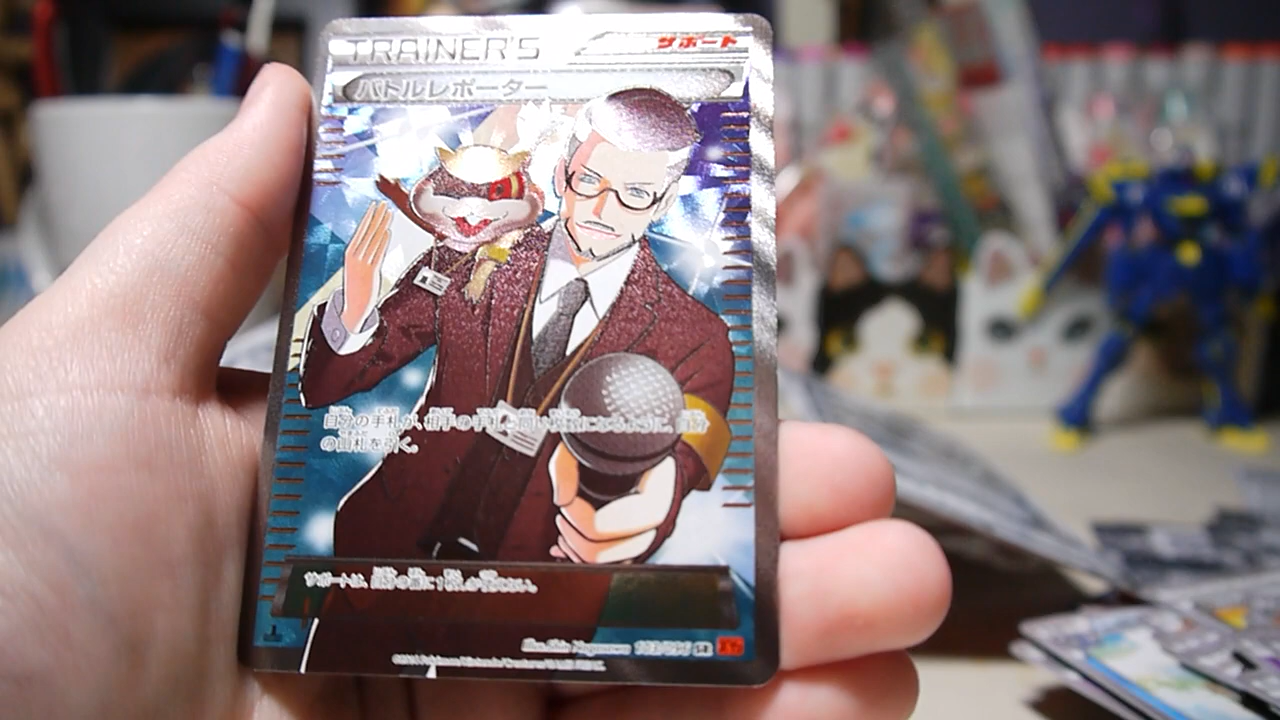 TRAINER'S
サポート
バトルレポーター
自分の手札が、相手の手札と同じ枚数になるように、自分
の山札を引く。
サポートは、自分の番に1枚しか使えない。